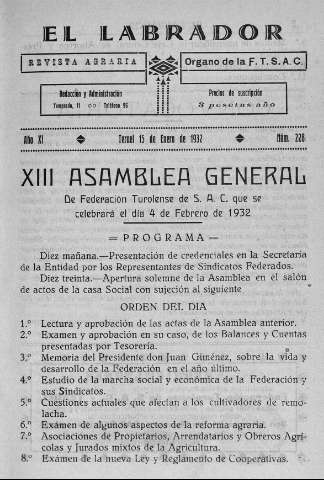 EL LABRADOR
REVISTA AGRARIA
Organo de la F. T. S. A. C.
Redacción y Administración
Temprado, 11 oo Teléfono 96
Precios de suscripción
3 pesetas año
Año XI
Teruel 15 de Enero de 1932
Núm. 228
XIII ASAMBLEA GENERAL
De Federación Turolense de S. A. C. que se
celebrará el día 4 de Febrero de 1932
= PROGRAMA =
Diez mañana.—Presentación de credenciales en la Secretaría
de la Entidad por los Representantes de Sindicatos Federados.
Diez treinta.—Apertura solemne de la Asamblea en el salón
de actos de la casa Social con sujeción al siguiente
ORDEN DEL DIA
1.º Lectura y aprobación de las actas de la Asamblea anterior.
2.º Examen y aprobación en su caso, de los Balances y Cuentas
presentadas por Tesorería.
3.º Memoria del Presidente don Juan Giménez, sobre la vida y
desarrollo de la Federación en el año último.
4.º Estudio de la marcha social y económica de la Federación y
sus Sindicatos.
5.º Cuestiones actuales que afectan a los cultivadores de remo-
lacha.
6.º Exámen de algunos aspectos de la reforma agraria.
7.º Asociaciones de Propietarios, Arrendatarios y Obreros Agrí-
colas y Jurados mixtos de la Agricultura.
8.º Exámen de la nueva Ley y Reglamento de Cooperativas.